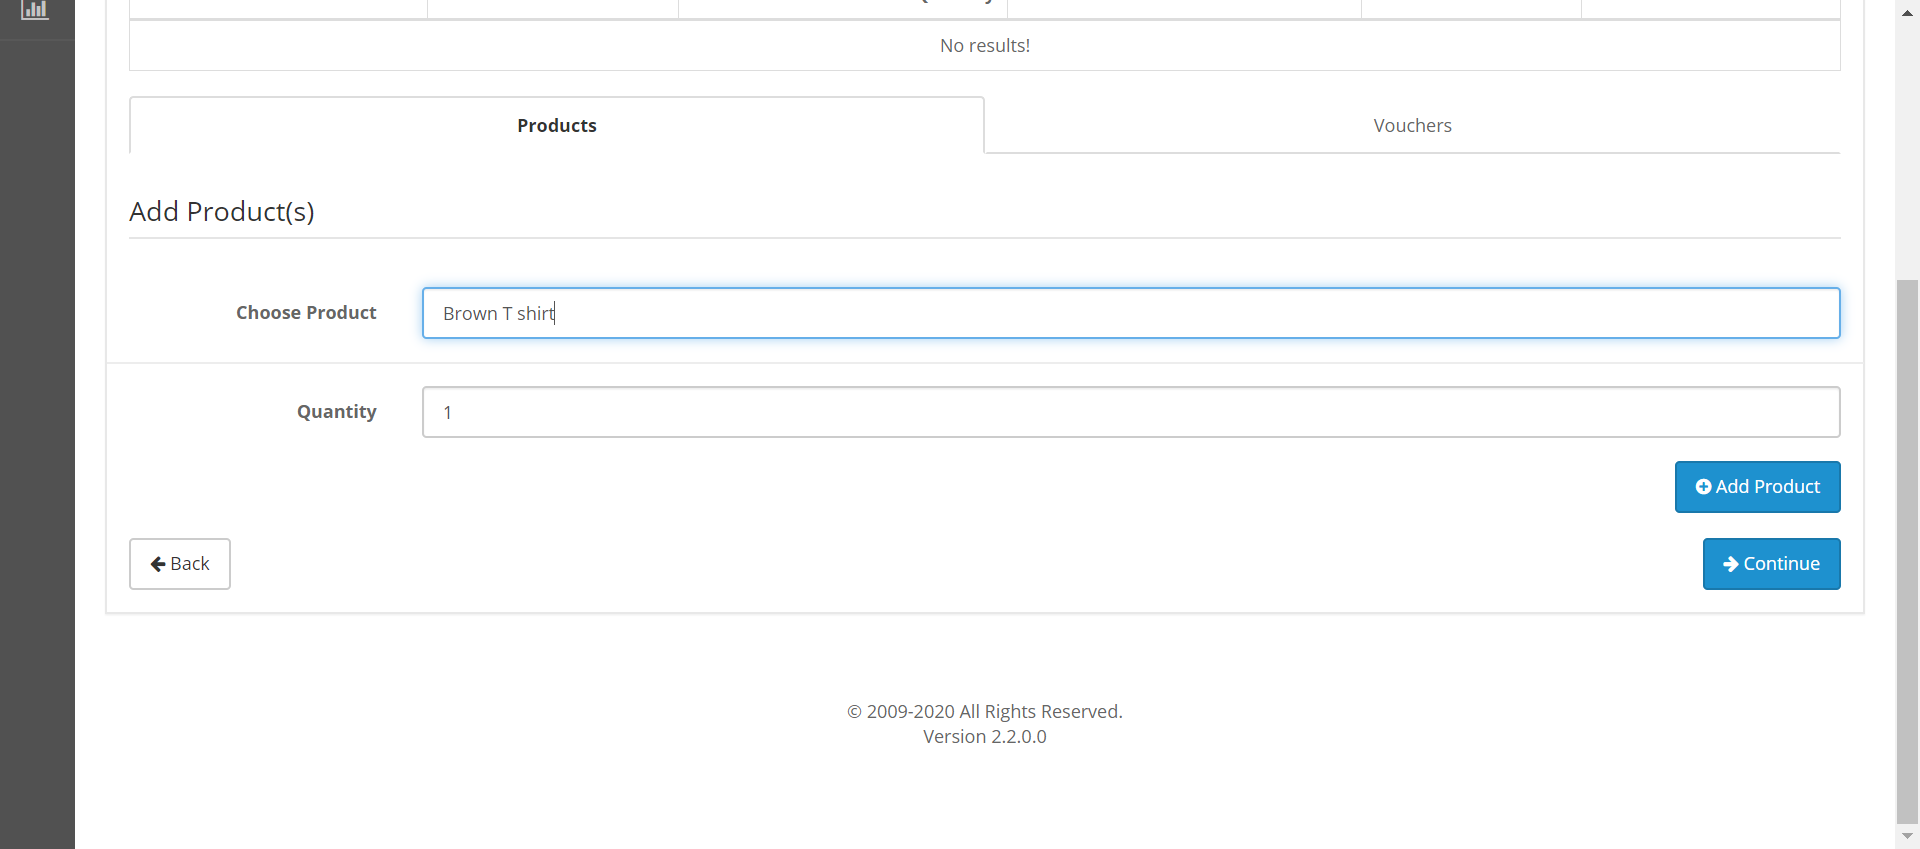 No results!
Products
Vouchers
Add Product(s)
Choose Product
Brown T shirt
Quantity
1
Add Product
Back
Continue
© 2009-2020 All Rights Reserved.
Version 2.2.0.0